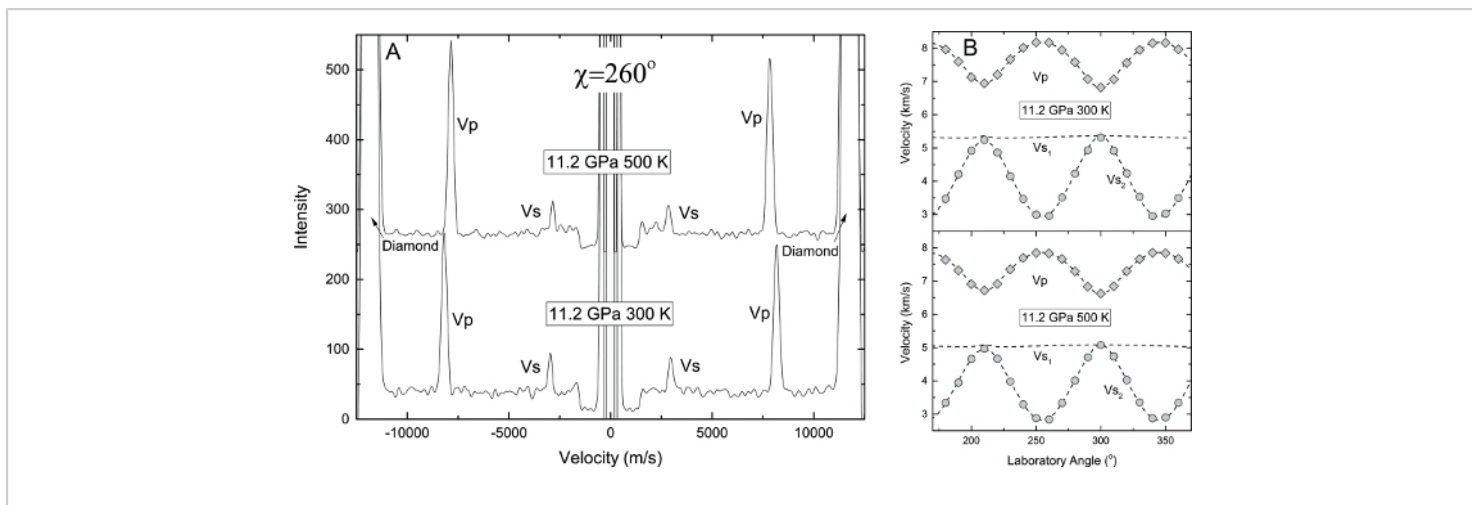 A
χ=260°
500
400
300
200
100
0
Intensity
Vp
Vp
11.2 GPa 500 K
Vs
Vs
Diamond
Diamond
11.2 GPa 300 K
Vp
Vp
Vs
Vs
-10000 -5000 0 5000 10000
Velocity (m/s)
B
8
7
6
5
4
3
Velocity (km/s)
Vp
11.2 GPa 300 K
Vs1
Vs2
8
7
6
5
4
3
Velocity (km/s)
Vp
11.2 GPa 500 K
Vs1
Vs2
200 250 300 350
Laboratory Angle (°)